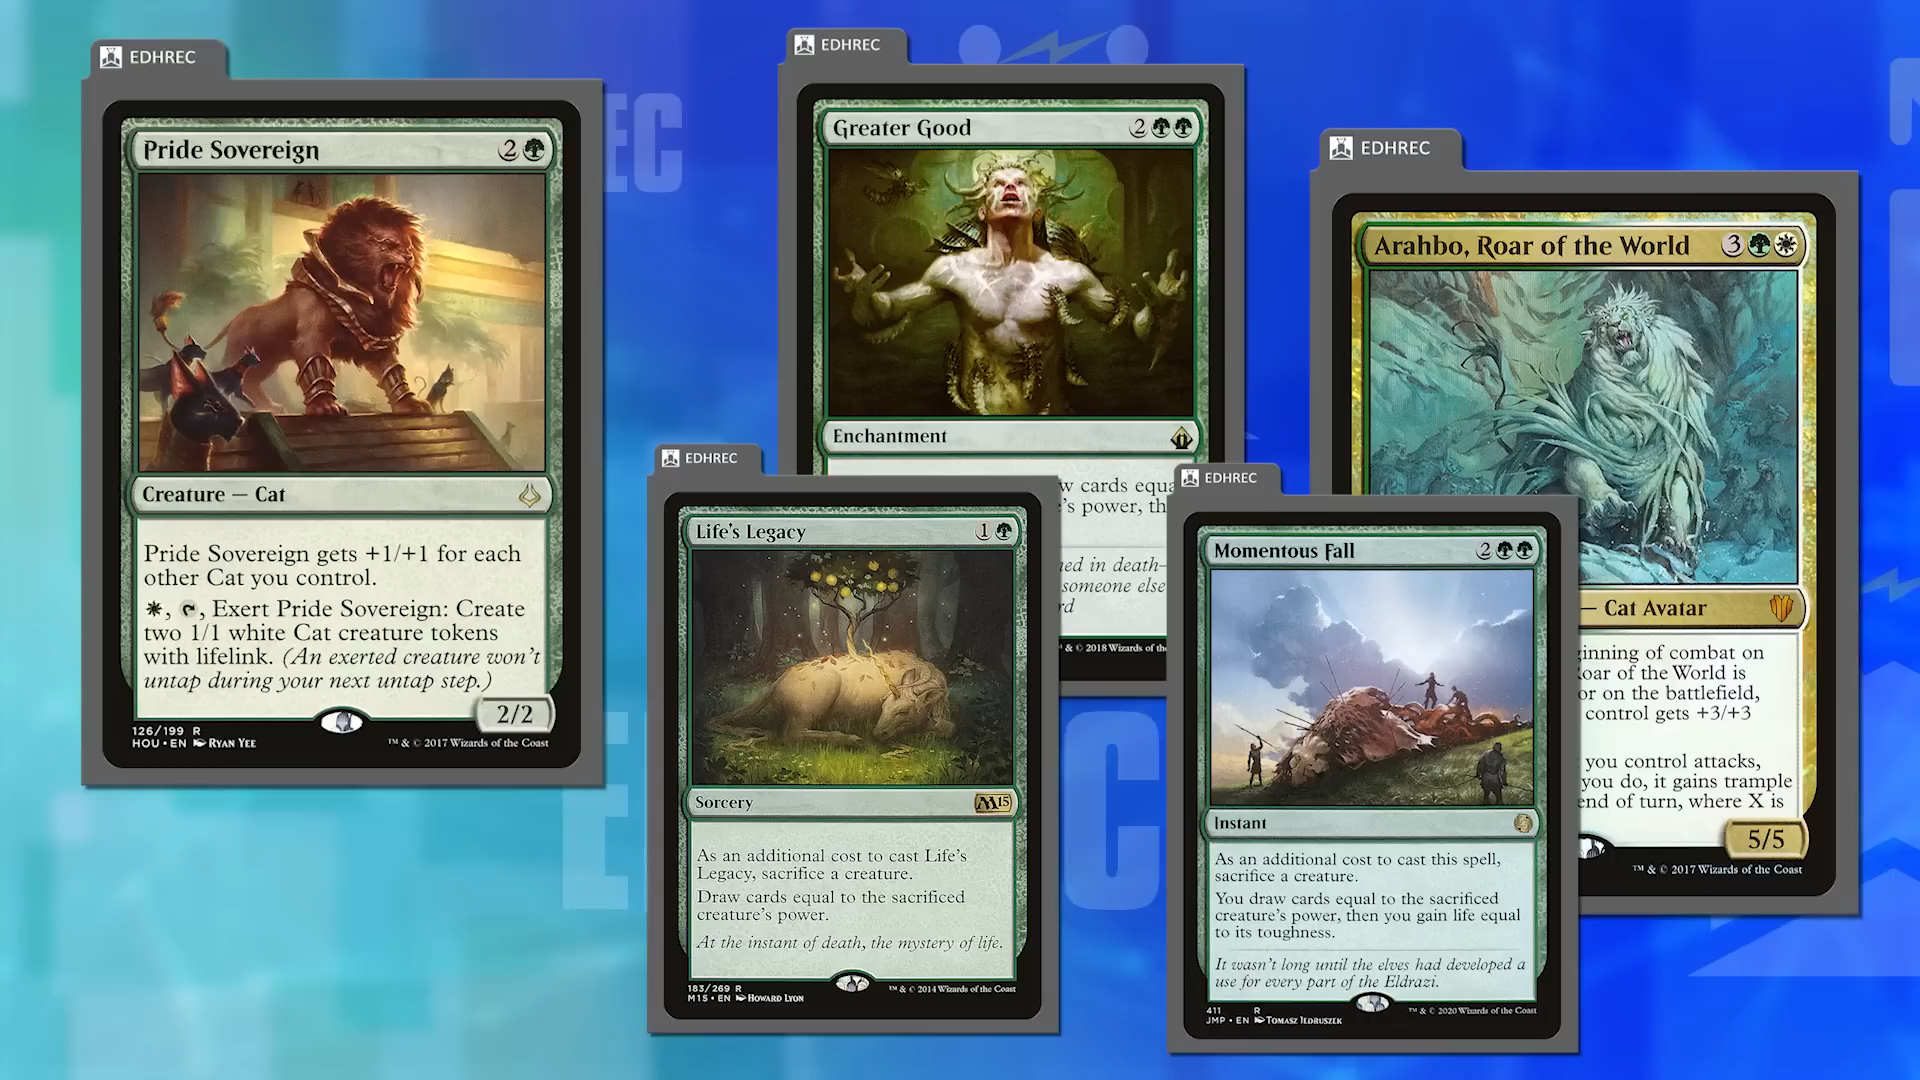 EDHREC
Pride Sovereign 2
Creature — Cat
Pride Sovereign gets +1/+1 for each
other Cat you control.
, , Exert Pride Sovereign: Create
two 1/1 white Cat creature tokens
with lifelink. (An exerted creature won't
untap during your next untap step.)
2/2
126/199 R
HOU • EN RYAN YEE
™ & © 2017 Wizards of the Coast
EC
EDHREC
Greater Good 2
Enchantment
w cards equa
's power, th
ned in death—
someone else
rd
& © 2018 Wizards of th
EDHREC
Life's Legacy 1
Sorcery
M15
As an additional cost to cast Life's
Legacy, sacrifice a creature.
Draw cards equal to the sacrificed
creature's power.
At the instant of death, the mystery of life.
183/269 R
M15 • EN HOWARD LYON
™ & © 2014 Wizards of the Coast
EDHREC
Momentous Fall 2
Instant
As an additional cost to cast this spell,
sacrifice a creature.
You draw cards equal to the sacrificed
creature's power, then you gain life equal
to its toughness.
It wasn't long until the elves had developed a
use for every part of the Eldrazi.
411 R
JMP • EN TOMASZ JEDRUSZEK
™ & © 2020 Wizards of the Coast
EDHREC
Arahbo, Roar of the World 3
— Cat Avatar
ginning of combat on
Roar of the World is
or on the battlefield,
control gets +3/+3
you control attacks,
you do, it gains trample
end of turn, where X is
5/5
™ & © 2017 Wizards of the Coast
E C